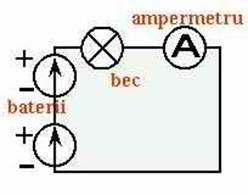 ampermetru
A
bec
+
-
baterii
+
-